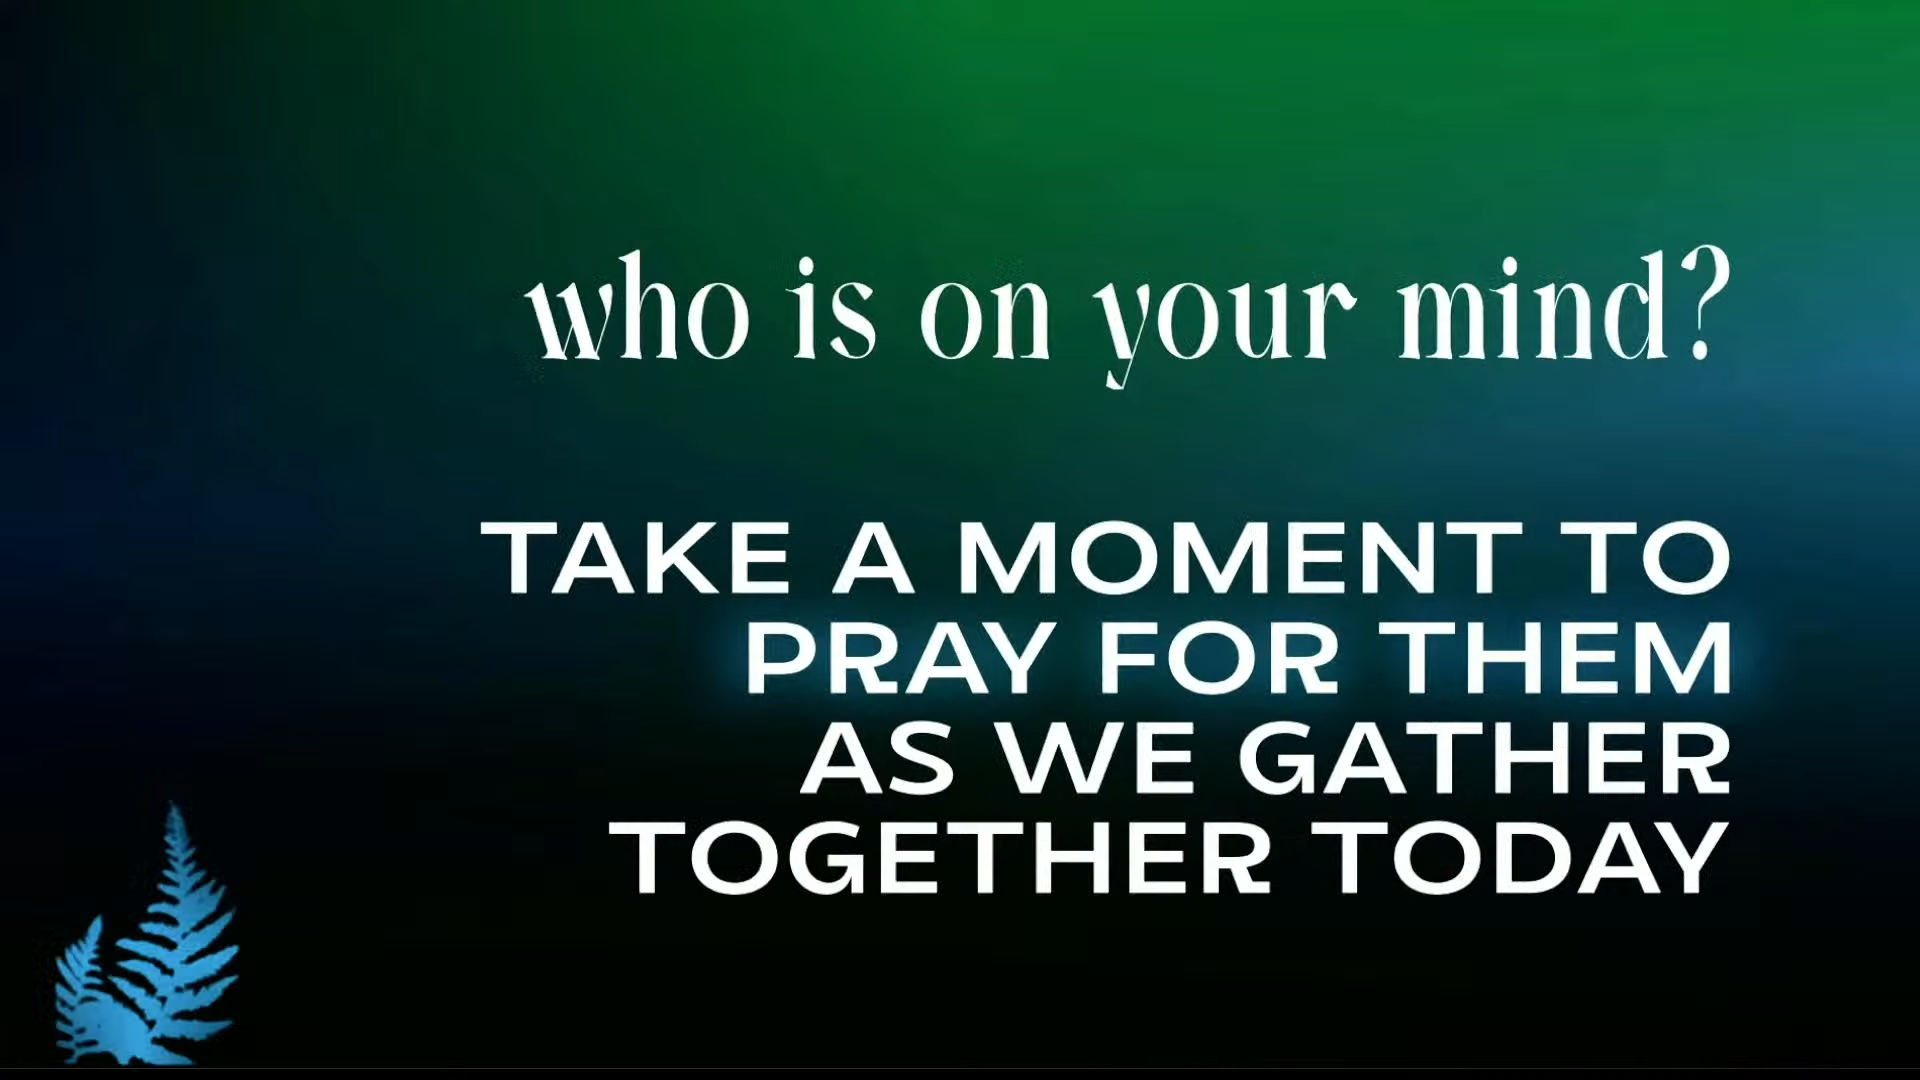 who is on your mind?
TAKE A MOMENT TO
PRAY FOR THEM
AS WE GATHER
TOGETHER TODAY